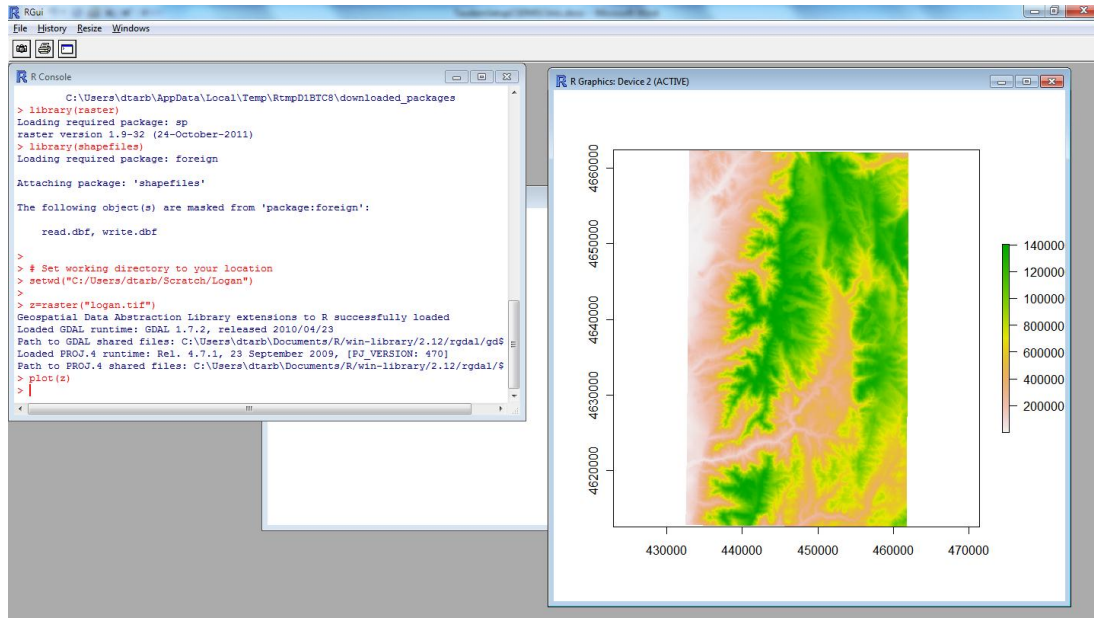 RGui
File History Resize Windows
R Console
C:\Users\dtarb\AppData\Local\Temp\RtmpD1BTC8\downloaded_packages
> library(raster)
Loading required package: sp
raster version 1.9-32 (24-October-2011)
> library(shapefiles)
Loading required package: foreign
Attaching package: 'shapefiles'
The following object(s) are masked from 'package:foreign':
read.dbf, write.dbf
>
> # Set working directory to your location
> setwd("C:/Users/dtarb/Scratch/Logan")
>
> z=raster("logan.tif")
Geospatial Data Abstraction Library extensions to R successfully loaded
Loaded GDAL runtime: GDAL 1.7.2, released 2010/04/23
Path to GDAL shared files: C:\Users\dtarb\Documents/R/win-library/2.12/rgdal/gd$
Loaded PROJ.4 runtime: Rel. 4.7.1, 23 September 2009, [PJ_VERSION: 470]
Path to PROJ.4 shared files: C:\Users\dtarb\Documents/R/win-library/2.12/rgdal/$
> plot(z)
>
R Graphics: Device 2 (ACTIVE)
4660000
4650000
4640000
4630000
4620000
430000 440000 450000 460000 470000
140000
120000
100000
800000
600000
400000
200000